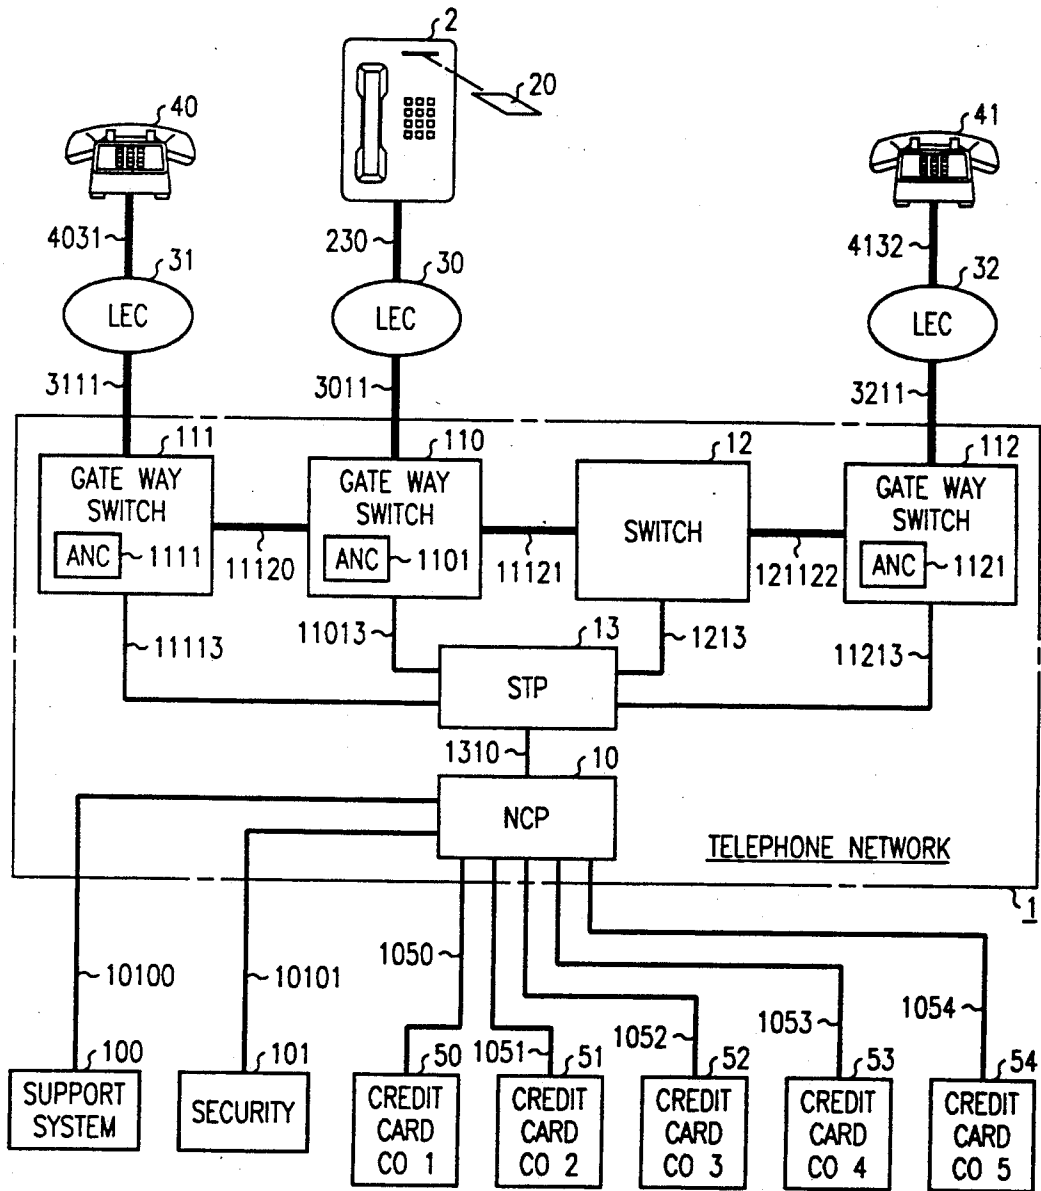 2
20
40
41
4031
230
4132
31
30
32
LEC
LEC
LEC
3111
3011
3211
111
110
12
112
GATE WAY
SWITCH
ANC
1111
GATE WAY
SWITCH
ANC
1101
SWITCH
GATE WAY
SWITCH
ANC
1121
11120
11121
121122
11113
11013
13
1213
11213
STP
1310
10
NCP
TELEPHONE NETWORK
1
10100
10101
1050
1051
1052
1053
1054
100
101
50
51
52
53
54
SUPPORT
SYSTEM
SECURITY
CREDIT
CARD
CO 1
CREDIT
CARD
CO 2
CREDIT
CARD
CO 3
CREDIT
CARD
CO 4
CREDIT
CARD
CO 5